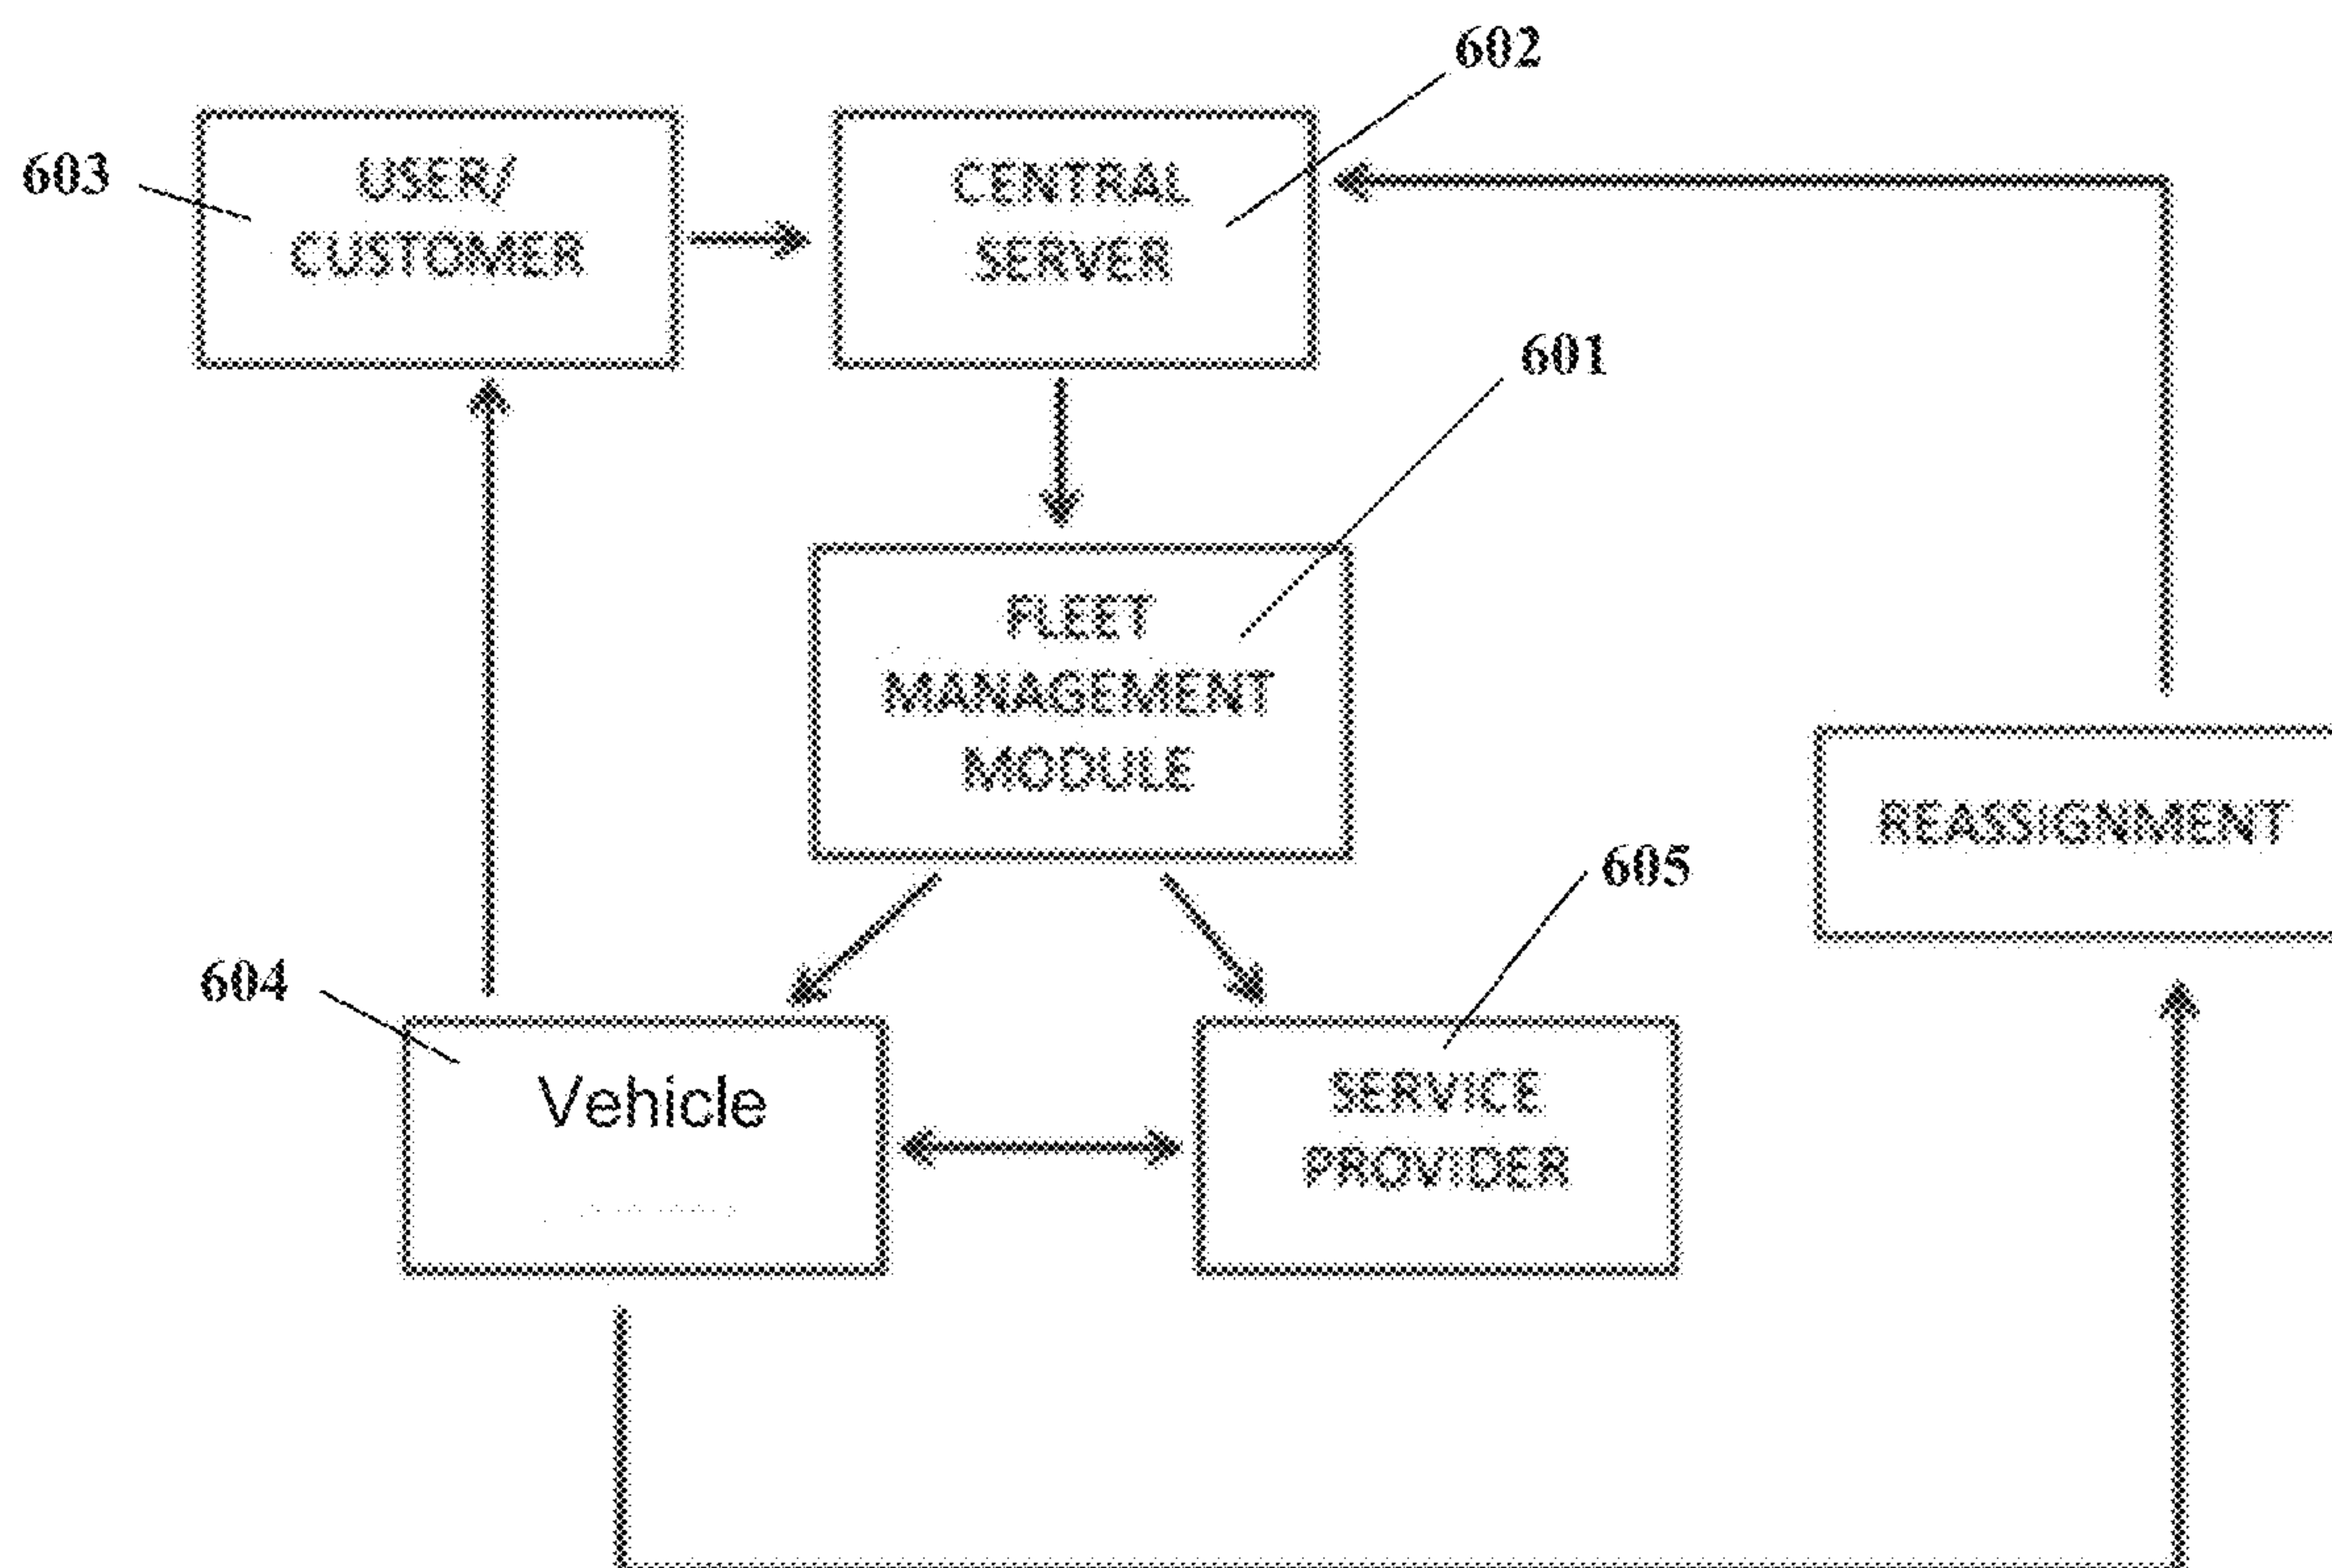 602
603
USER/
CUSTOMER
CENTRAL
SERVER
601
FLEET
MANAGEMENT
MODULE
REASSIGNMENT
605
604
Vehicle
SERVICE
PROVIDER